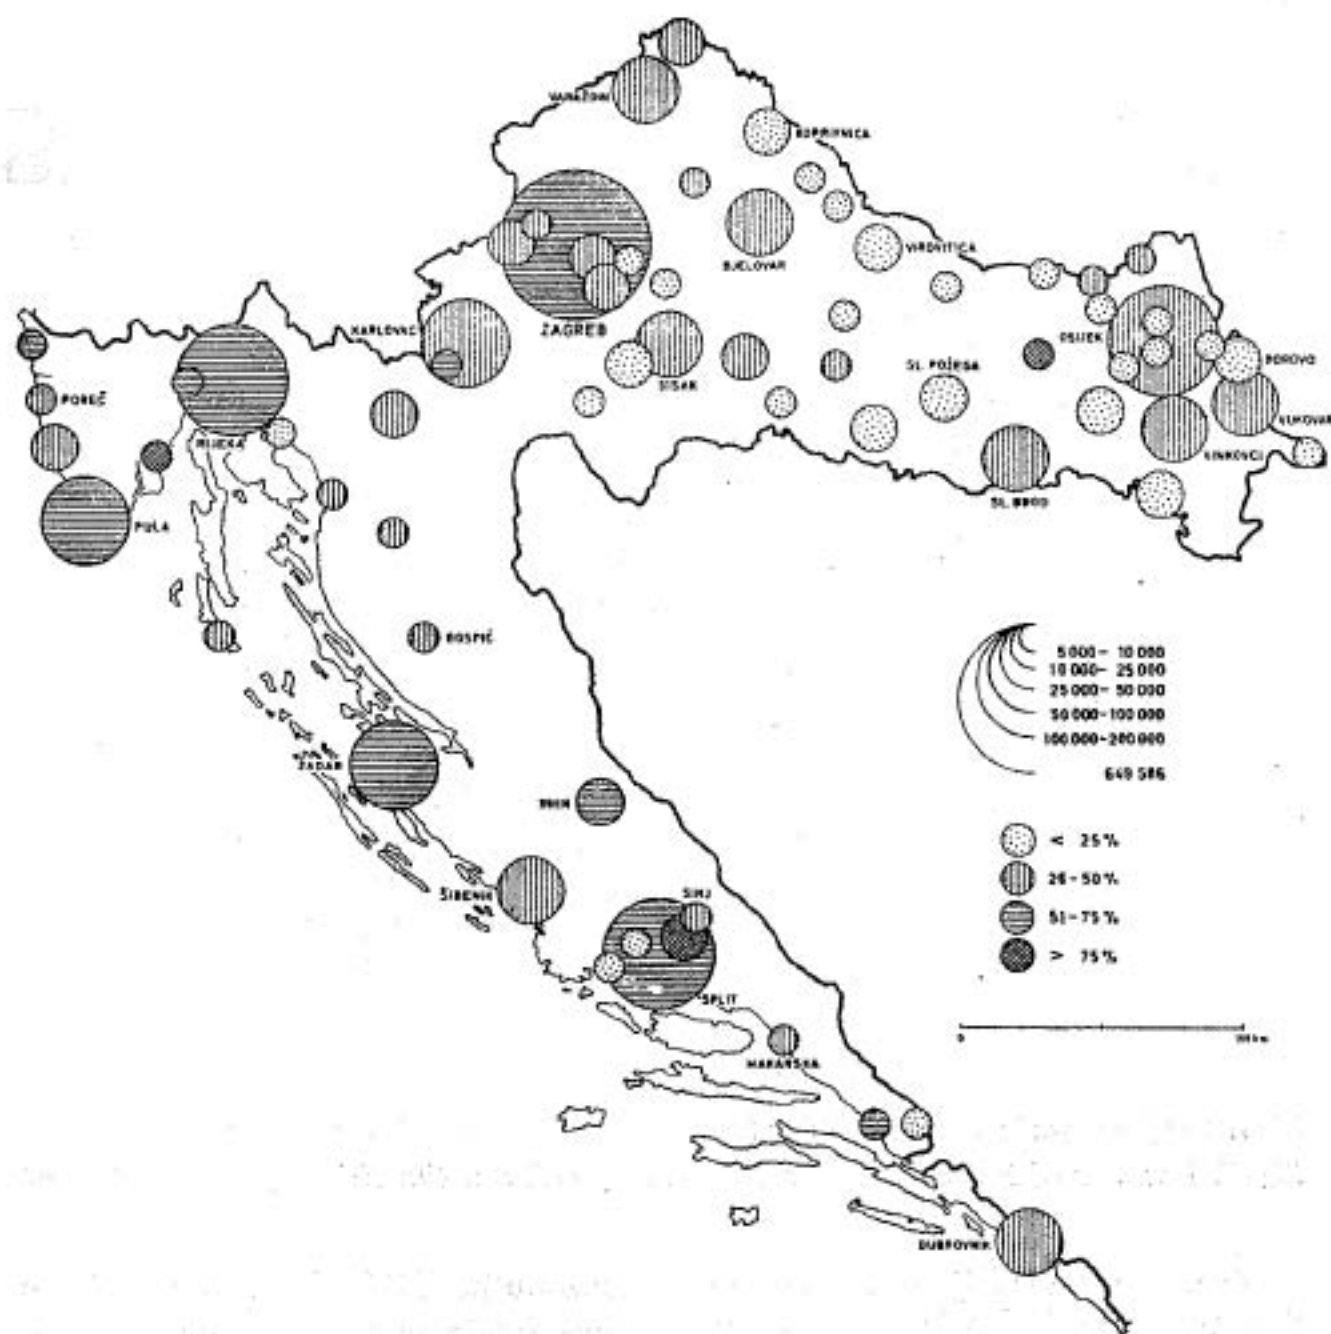 VARAŽDIN
KOPRIVNICA
VIROVITICA
BJELOVAR
ZAGREB
KARLOVAC
SISAK
OSIJEK
BOROVO
SL. POŽEGA
VUKOVAR
VINKOVCI
SL. BROD
POREČ
RIJEKA
PULA
GOSPIĆ
ZADAR
KNIN
ŠIBENIK
SINJ
SPLIT
MAKARSKA
DUBROVNIK
5 000 - 10 000
10 000 - 25 000
25 000 - 50 000
50 000 - 100 000
100 000 - 200 000
649 586
< 25 %
26 - 50 %
51 - 75 %
> 75 %
0